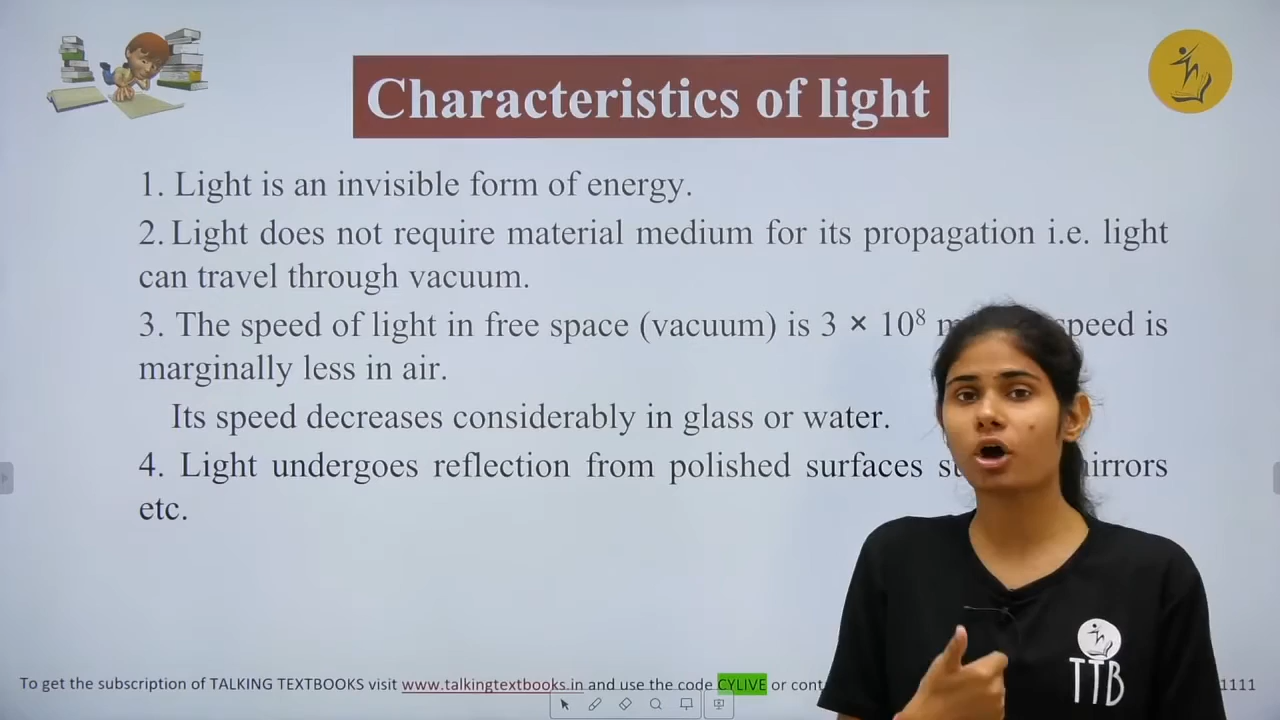 Characteristics of light
1. Light is an invisible form of energy.
2. Light does not require material medium for its propagation i.e. light
can travel through vacuum.
3. The speed of light in free space (vacuum) is 3 × 10⁸ speed is
marginally less in air.
Its speed decreases considerably in glass or water.
4. Light undergoes reflection from polished surfaces
etc.
TTB
To get the subscription of TALKING TEXTBOOKS visit www.talkingtextbooks.in and use the code CYLIVE or 1111